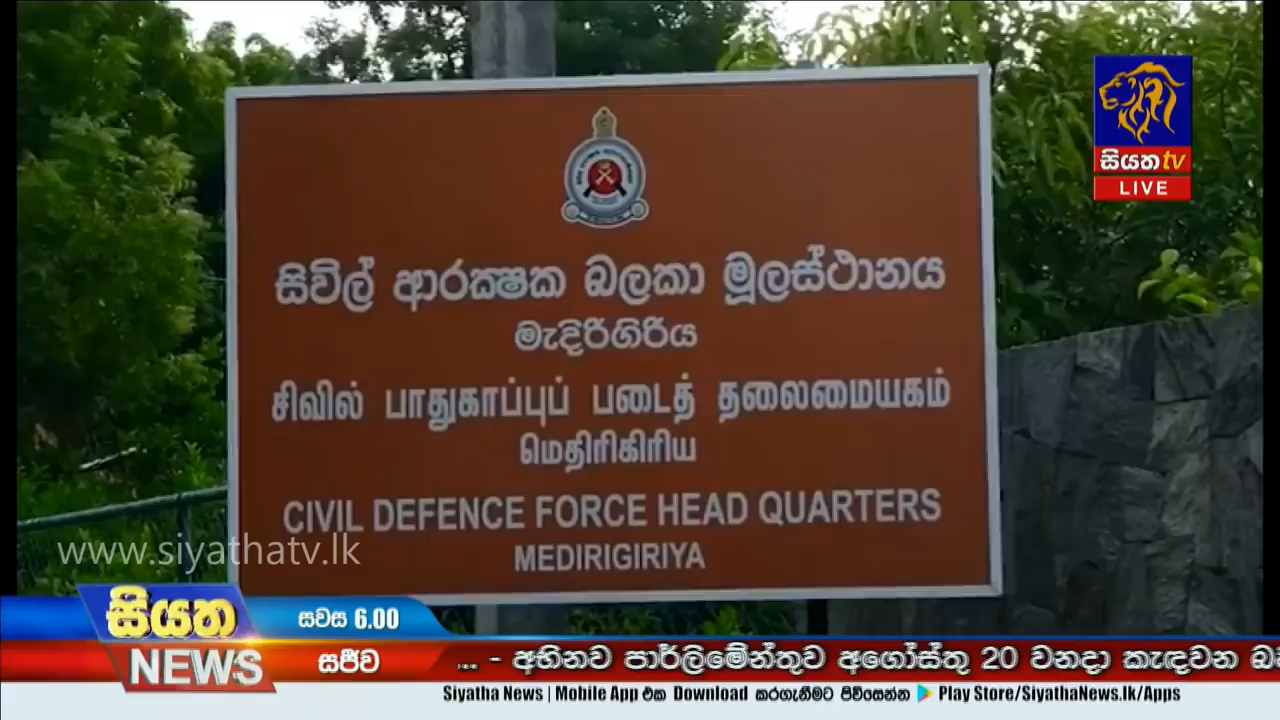 සියත tv
LIVE
සිවිල් ආරක්ෂක බලකා මූලස්ථානය
මැදිරිගිරිය
சிவில் பாதுகாப்புப் படைத் தலைமையகம்
மெதிரிகிரிய
CIVIL DEFENCE FORCE HEAD QUARTERS
MEDIRIGIRIYA
www.siyathatv.lk
සියත
NEWS
සවස 6.00
සජීව
... - අභිනව පාර්ලිමේන්තුව අගෝස්තු 20 වනදා කැඳවන බව
Siyatha News | Mobile App එක Download කරගැනීමට පිවිසෙන්න Play Store/SiyathaNews.lk/Apps